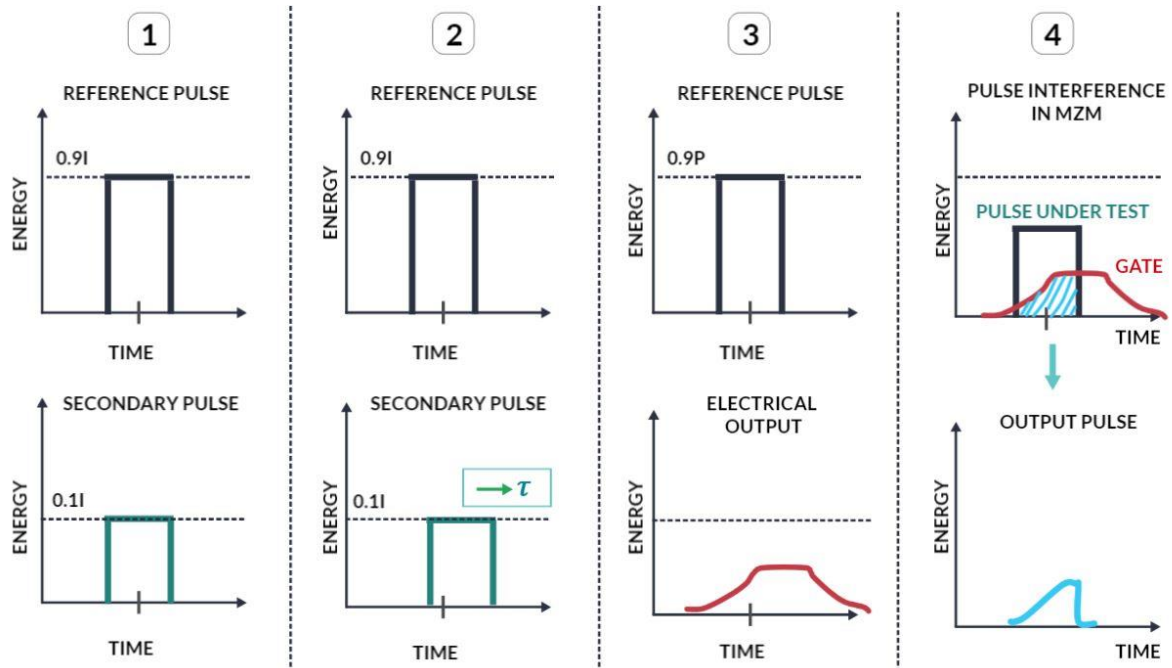 1
REFERENCE PULSE
0.9I
ENERGY
TIME
SECONDARY PULSE
0.1I
ENERGY
TIME
2
REFERENCE PULSE
0.9I
ENERGY
TIME
SECONDARY PULSE
→ τ
0.1I
ENERGY
TIME
3
REFERENCE PULSE
0.9P
ENERGY
TIME
ELECTRICAL
OUTPUT
ENERGY
TIME
4
PULSE INTERFERENCE
IN MZM
PULSE UNDER TEST
GATE
ENERGY
TIME
OUTPUT PULSE
ENERGY
TIME